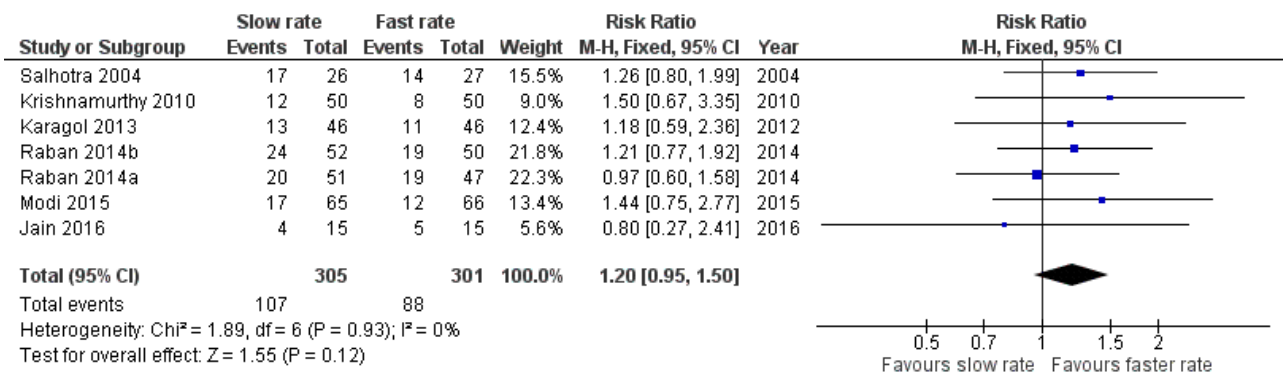 Slow rate Fast rate Risk Ratio Risk Ratio
Study or Subgroup Events Total Events Total Weight M-H, Fixed, 95% CI Year M-H, Fixed, 95% CI
Salhotra 2004 17 26 14 27 15.5% 1.26 [0.80, 1.99] 2004
Krishnamurthy 2010 12 50 8 50 9.0% 1.50 [0.67, 3.35] 2010
Karagol 2013 13 46 11 46 12.4% 1.18 [0.59, 2.36] 2012
Raban 2014b 24 52 19 50 21.8% 1.21 [0.77, 1.92] 2014
Raban 2014a 20 51 19 47 22.3% 0.97 [0.60, 1.58] 2014
Modi 2015 17 65 12 66 13.4% 1.44 [0.75, 2.77] 2015
Jain 2016 4 15 5 15 5.6% 0.80 [0.27, 2.41] 2016
Total (95% CI) 305 301 100.0% 1.20 [0.95, 1.50]
Total events 107 88
Heterogeneity: Chi² = 1.89, df = 6 (P = 0.93); I² = 0%
Test for overall effect: Z = 1.55 (P = 0.12)
0.5 0.7 1 1.5 2
Favours slow rate Favours faster rate